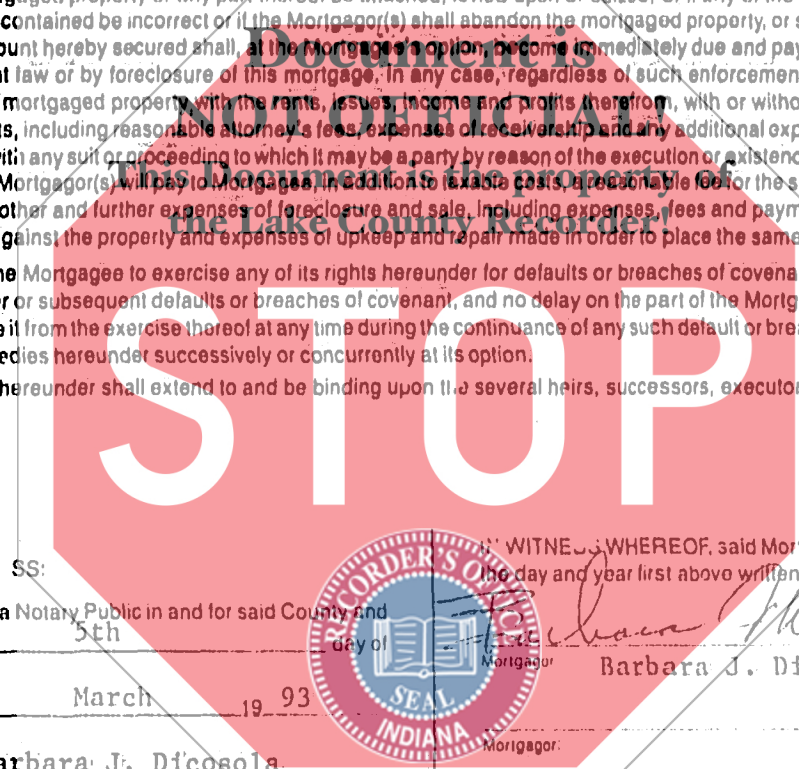 contained be incorrect or if the Mortgagor(s) shall abandon the mortgaged property, or s
unt hereby secured shall, at the Mortgagee's option, become immediately due and pay
Document is
t law or by foreclosure of this mortgage. In any case, regardless of such enforcemen
mortgaged property with the rents, issues, income and profits therefrom, with or witho
NOT OFFICIAL!
ts, including reasonable attorney's fees, expenses of receivership and any additional exp
ith any suit or proceeding to which it may be a party by reason of the execution or existenc
This Document is the property of
Mortgagor(s) will pay to Mortgagee, in addition to taxable costs, a reasonable fee for the s
other and further expenses of foreclosure and sale, including expenses, fees and paym
the Lake County Recorder!
gainst the property and expenses of upkeep and repair made in order to place the same
he Mortgagee to exercise any of its rights hereunder for defaults or breaches of covena
r or subsequent defaults or breaches of covenant, and no delay on the part of the Mortg
e it from the exercise thereof at any time during the continuance of any such default or brea
edies hereunder successively or concurrently at its option.
hereunder shall extend to and be binding upon the several heirs, successors, executor
STOP
WITNESS WHEREOF, said Mor
SS:
the day and year first above written
a Notary Public in and for said County and
5th day of
Mortgagor Barbara J. Di
March 19 93
RECORDER'S OFFICE
SEAL
INDIANA
Mortgagor:
arbara J. Dicosola